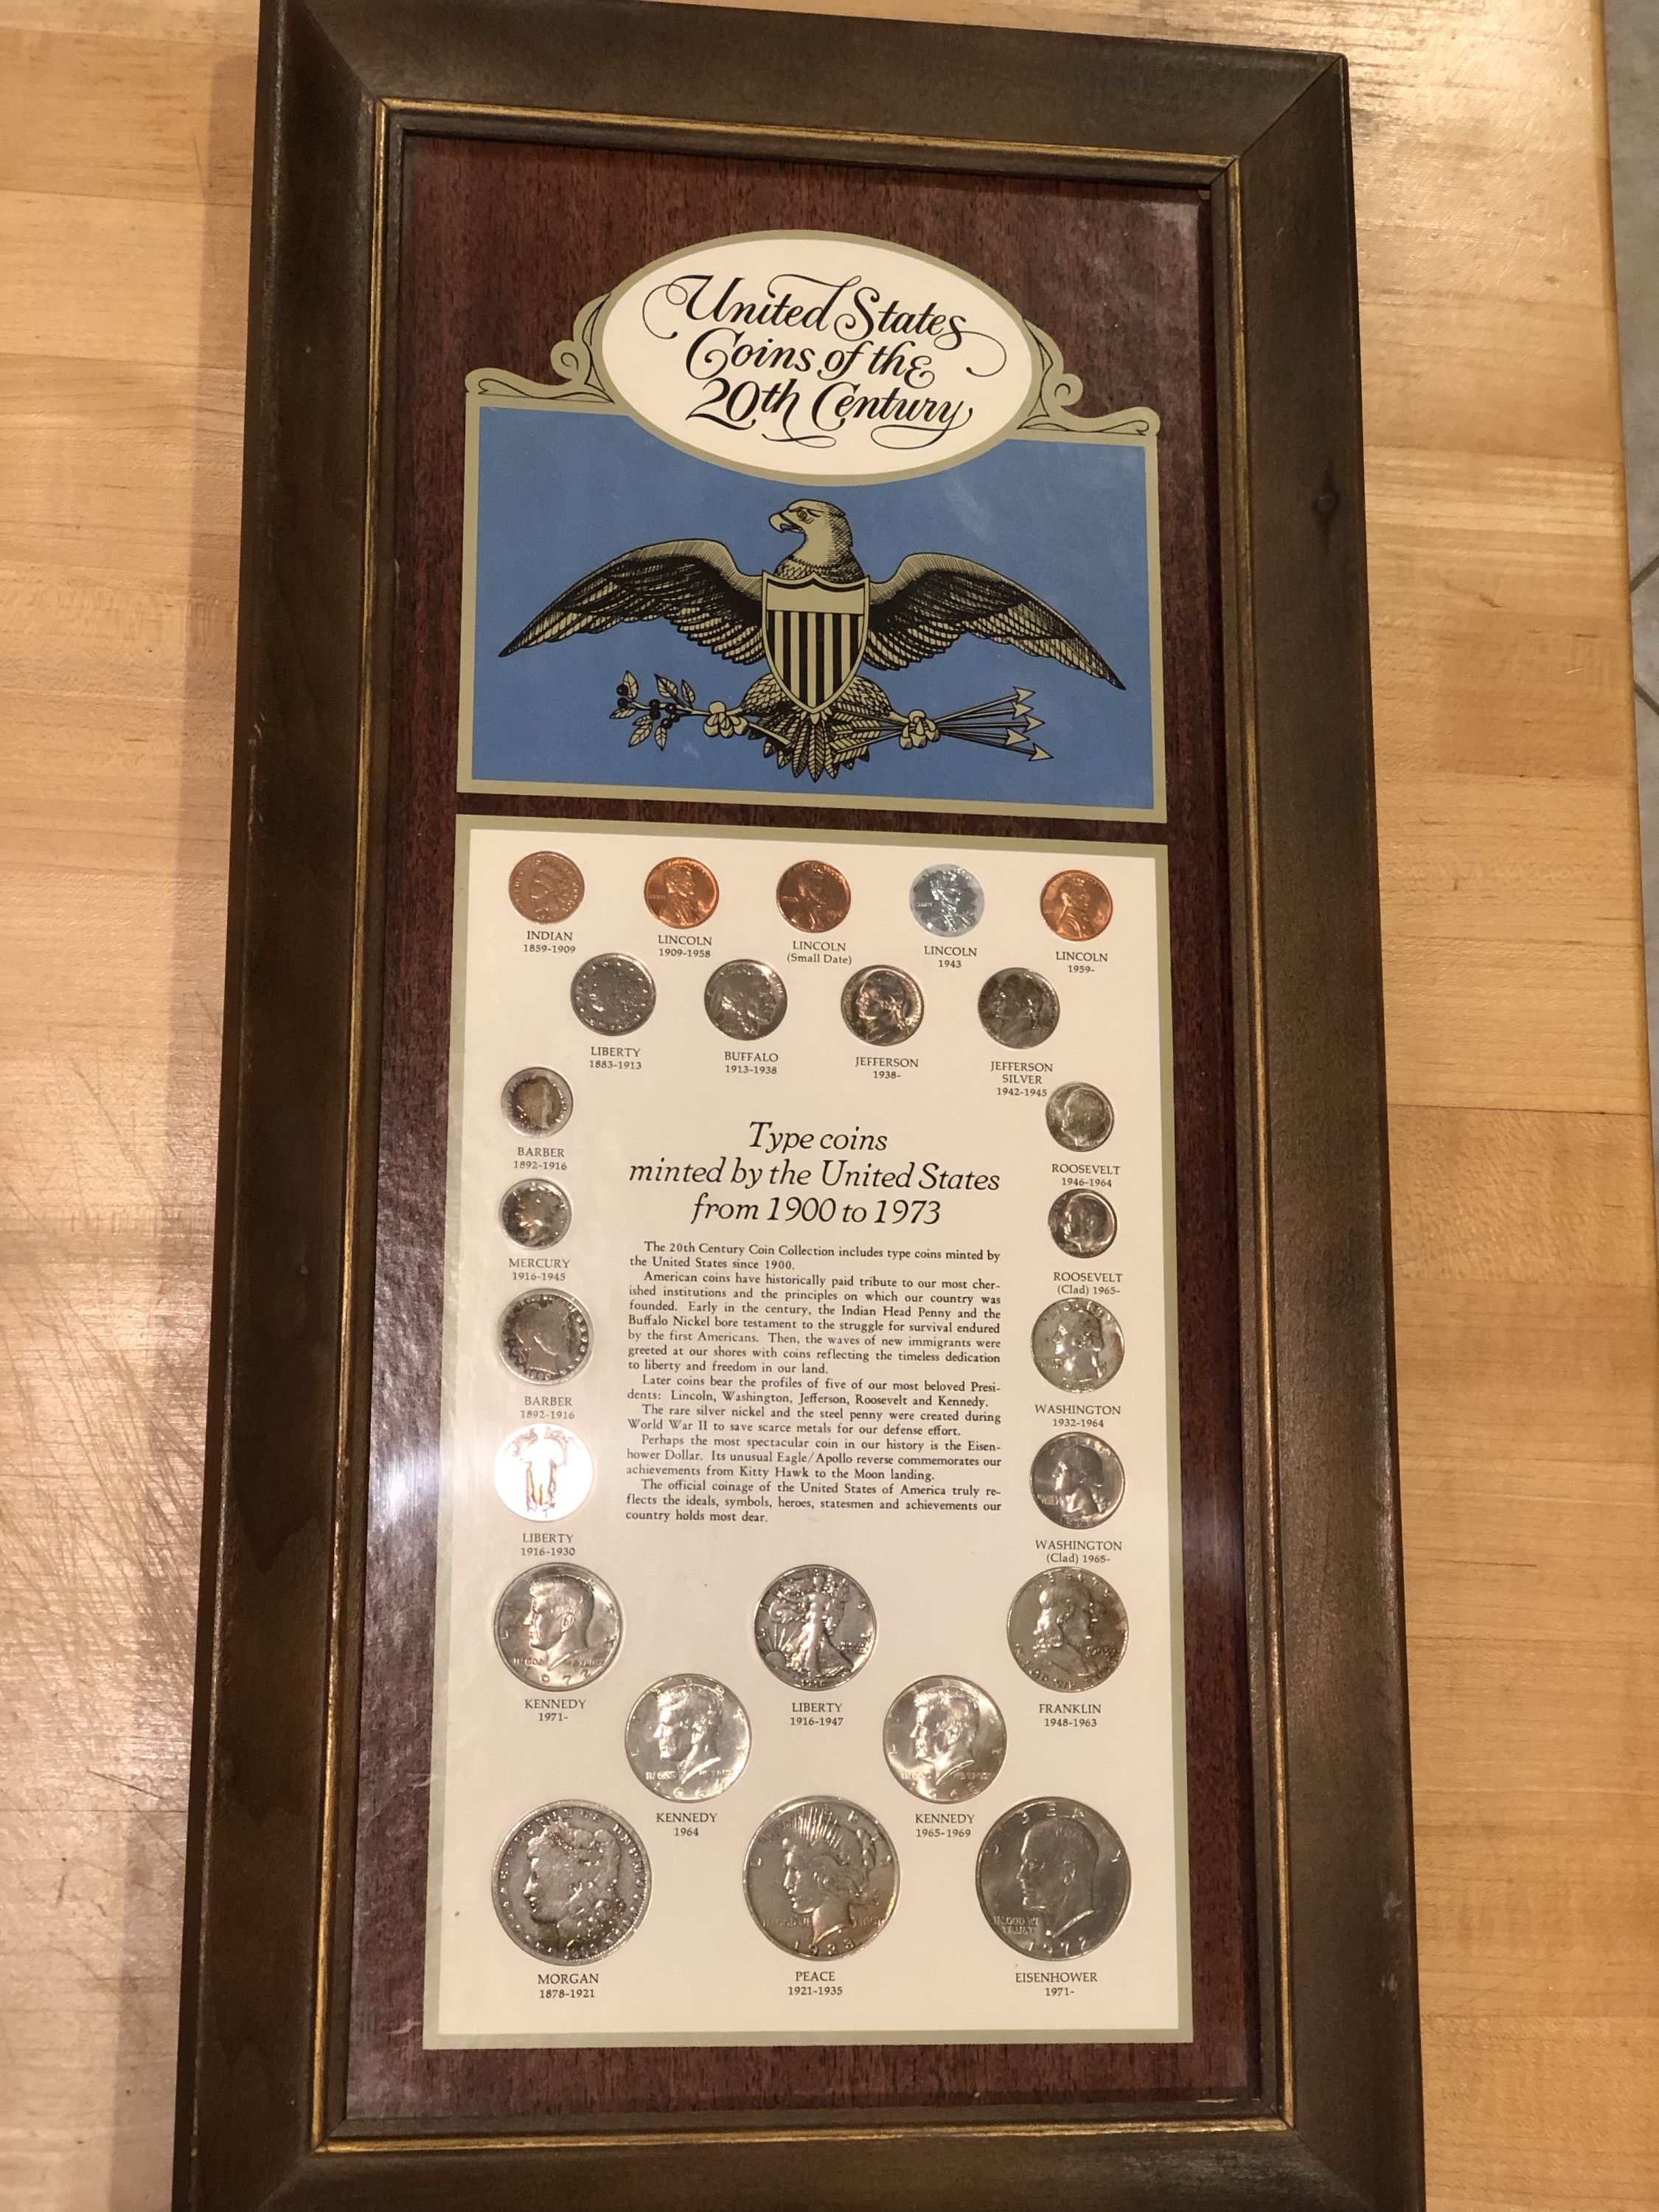 United States
Coins of the
20th Century
INDIAN
1859-1909
LINCOLN
1909-1958
LINCOLN
(Small Date)
LINCOLN
1943
LINCOLN
1959-
LIBERTY
1883-1913
BUFFALO
1913-1938
JEFFERSON
1938-
JEFFERSON
SILVER
1942-1945
BARBER
1892-1916
MERCURY
1916-1945
BARBER
1892-1916
LIBERTY
1916-1930
Type coins
minted by the United States
from 1900 to 1973
The 20th Century Coin Collection includes type coins minted by
the United States since 1900.
American coins have historically paid tribute to our most cher-
ished institutions and the principles on which our country was
founded. Early in the century, the Indian Head Penny and the
Buffalo Nickel bore testament to the struggle for survival endured
by the first Americans. Then, the waves of new immigrants were
greeted at our shores with coins reflecting the timeless dedication
to liberty and freedom in our land.
Later coins bear the profiles of five of our most beloved Presi-
dents: Lincoln, Washington, Jefferson, Roosevelt and Kennedy.
The rare silver nickel and the steel penny were created during
World War II to save scarce metals for our defense effort.
Perhaps the most spectacular coin in our history is the Eisen-
hower Dollar. Its unusual Eagle/Apollo reverse commemorates our
achievements from Kitty Hawk to the Moon landing.
The official coinage of the United States of America truly re-
flects the ideals, symbols, heroes, statesmen and achievements our
country holds most dear.
ROOSEVELT
1946-1964
ROOSEVELT
(Clad) 1965-
WASHINGTON
1932-1964
WASHINGTON
(Clad) 1965-
KENNEDY
1971-
LIBERTY
1916-1947
FRANKLIN
1948-1963
KENNEDY
1964
KENNEDY
1965-1969
1923
IN GOD WE
TRUST
1972
MORGAN
1878-1921
PEACE
1921-1935
EISENHOWER
1971-